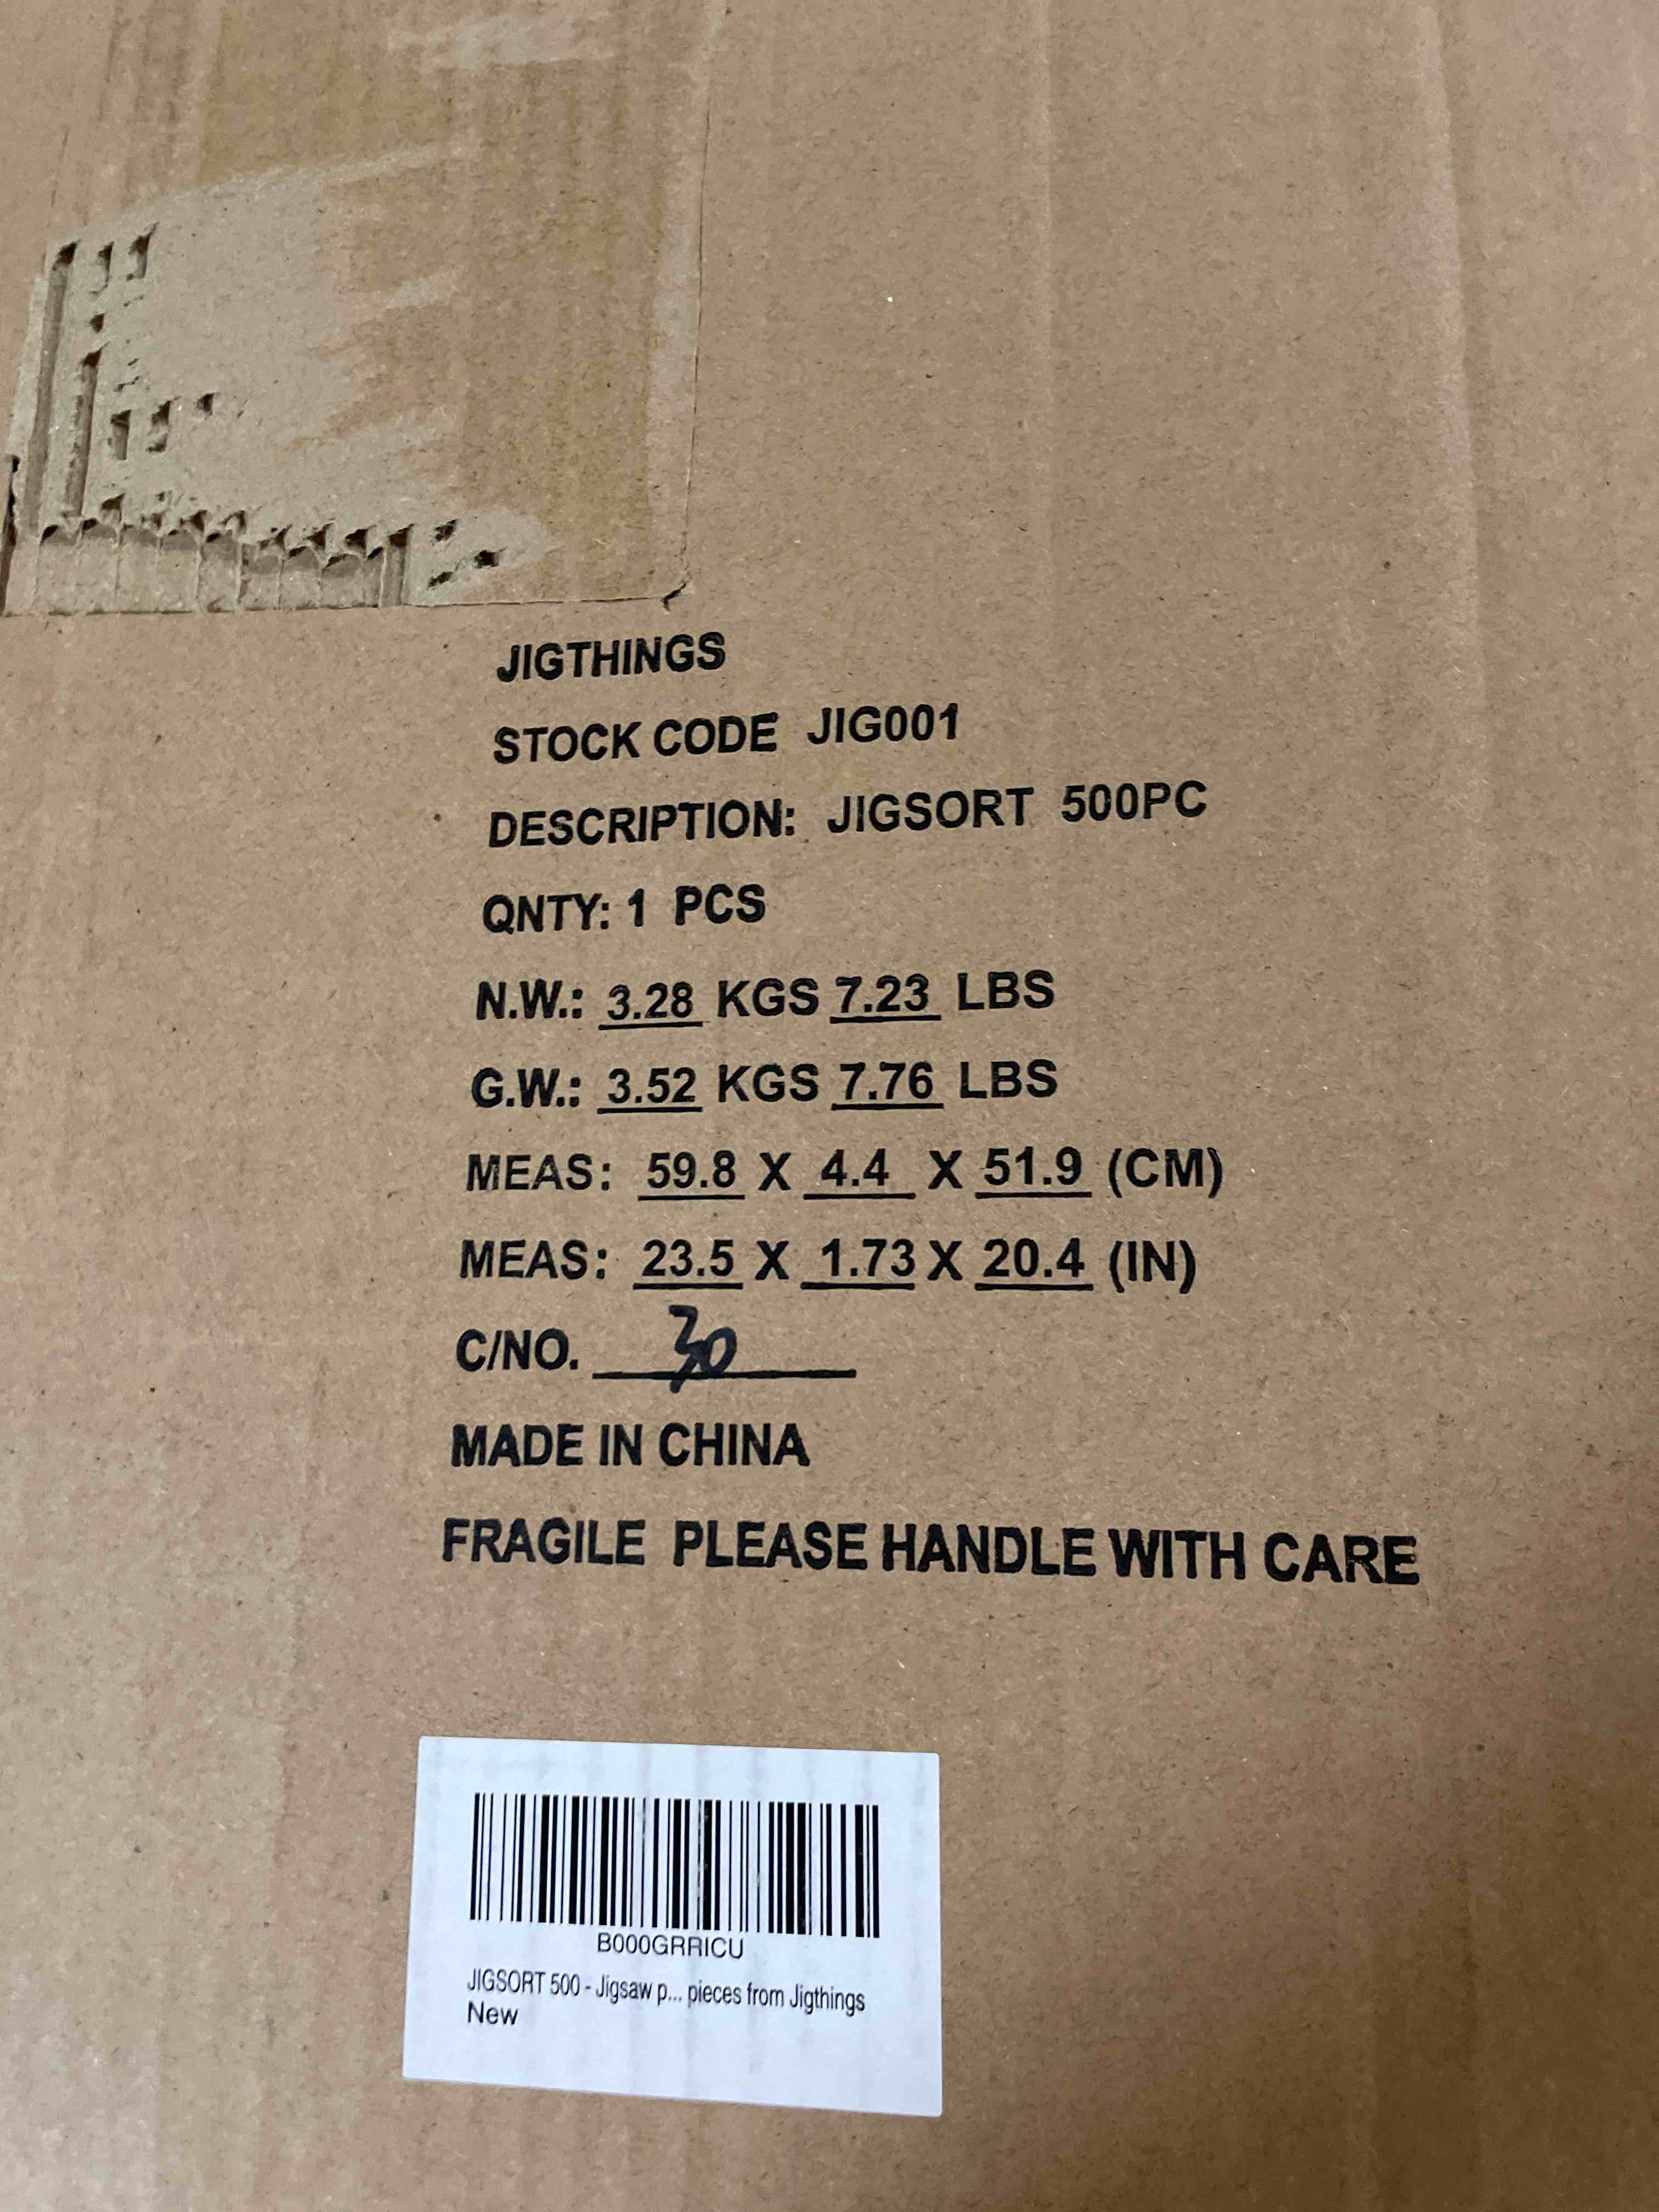 JIGTHINGS
STOCK CODE JIG001
DESCRIPTION: JIGSORT 500PC
QNTY: 1 PCS
N.W.: 3.28 KGS 7.23 LBS
G.W.: 3.52 KGS 7.76 LBS
MEAS: 59.8 X 4.4 X 51.9 (CM)
MEAS: 23.5 X 1.73 X 20.4 (IN)
C/NO. 30
MADE IN CHINA
FRAGILE PLEASE HANDLE WITH CARE
B000GRRICU
JIGSORT 500 - Jigsaw p... pieces from Jigthings
New